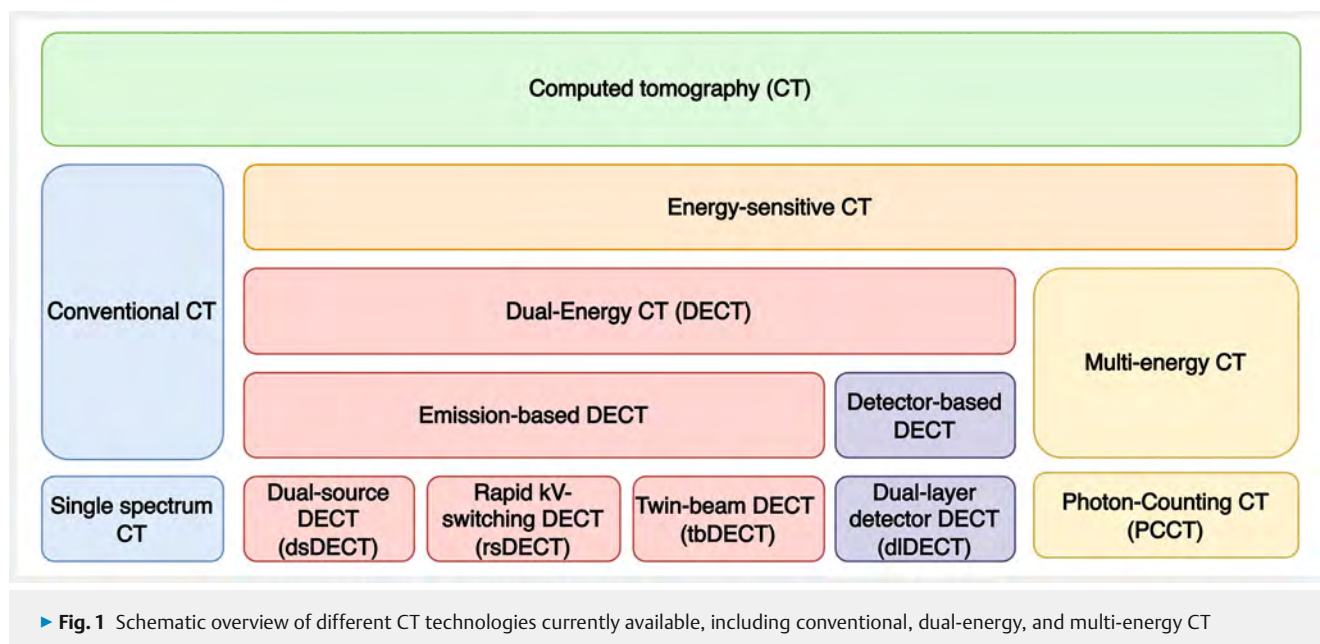 Computed tomography (CT)
Energy-sensitive CT
Conventional CT
Dual-Energy CT (DECT)
Multi-energy CT
Emission-based DECT
Detector-based
DECT
Single spectrum
CT
Dual-source
DECT
(dsDECT)
Rapid kV-
switching DECT
(rsDECT)
Twin-beam DECT
(tbDECT)
Dual-layer
detector DECT
(dlDECT)
Photon-Counting CT
(PCCT)
▶ Fig. 1 Schematic overview of different CT technologies currently available, including conventional, dual-energy, and multi-energy CT